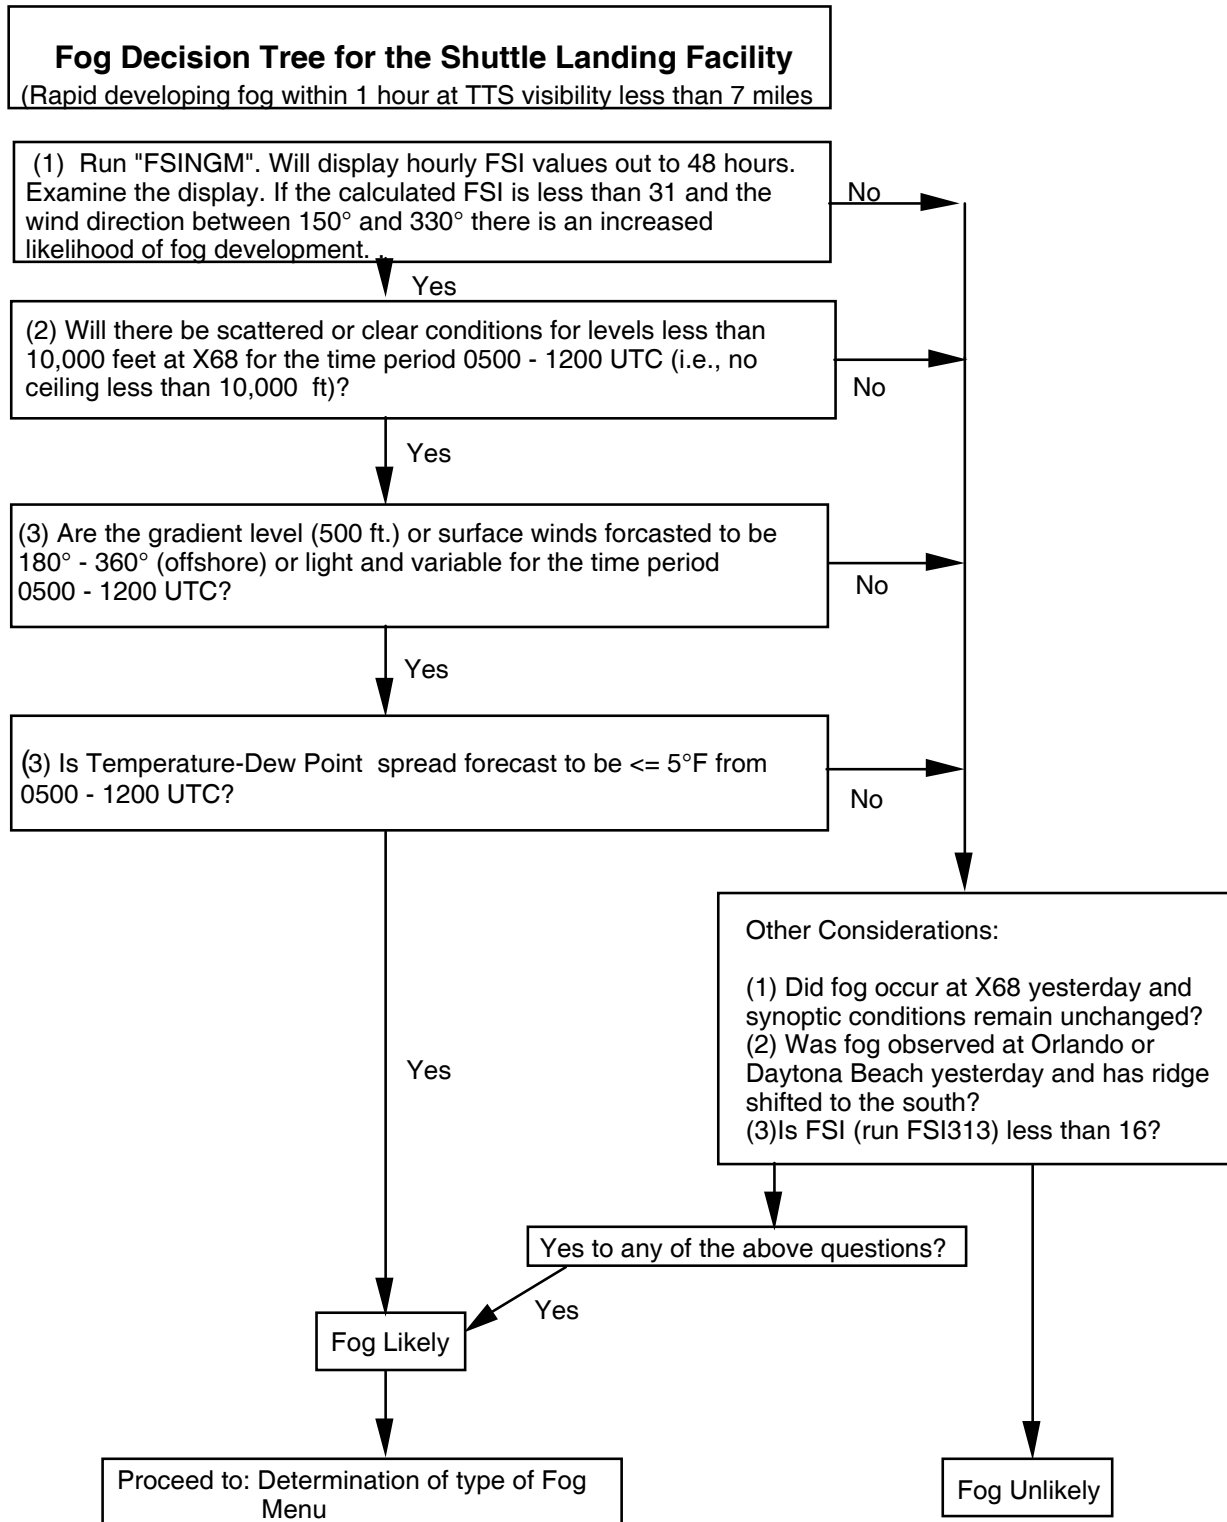 Fog Decision Tree for the Shuttle Landing Facility
(Rapid developing fog within 1 hour at TTS visibility less than 7 miles
(1) Run "FSINGM". Will display hourly FSI values out to 48 hours.
Examine the display. If the calculated FSI is less than 31 and the
wind direction between 150° and 330° there is an increased
likelihood of fog development. .
No
Yes
(2) Will there be scattered or clear conditions for levels less than
10,000 feet at X68 for the time period 0500 - 1200 UTC (i.e., no
ceiling less than 10,000 ft)?
No
Yes
(3) Are the gradient level (500 ft.) or surface winds forcasted to be
180° - 360° (offshore) or light and variable for the time period
0500 - 1200 UTC?
No
Yes
(3) Is Temperature-Dew Point spread forecast to be <= 5°F from
0500 - 1200 UTC?
No
Yes
Other Considerations:
(1) Did fog occur at X68 yesterday and
synoptic conditions remain unchanged?
(2) Was fog observed at Orlando or
Daytona Beach yesterday and has ridge
shifted to the south?
(3)Is FSI (run FSI313) less than 16?
Yes to any of the above questions?
Yes
Fog Likely
Proceed to: Determination of type of Fog
Menu
Fog Unlikely